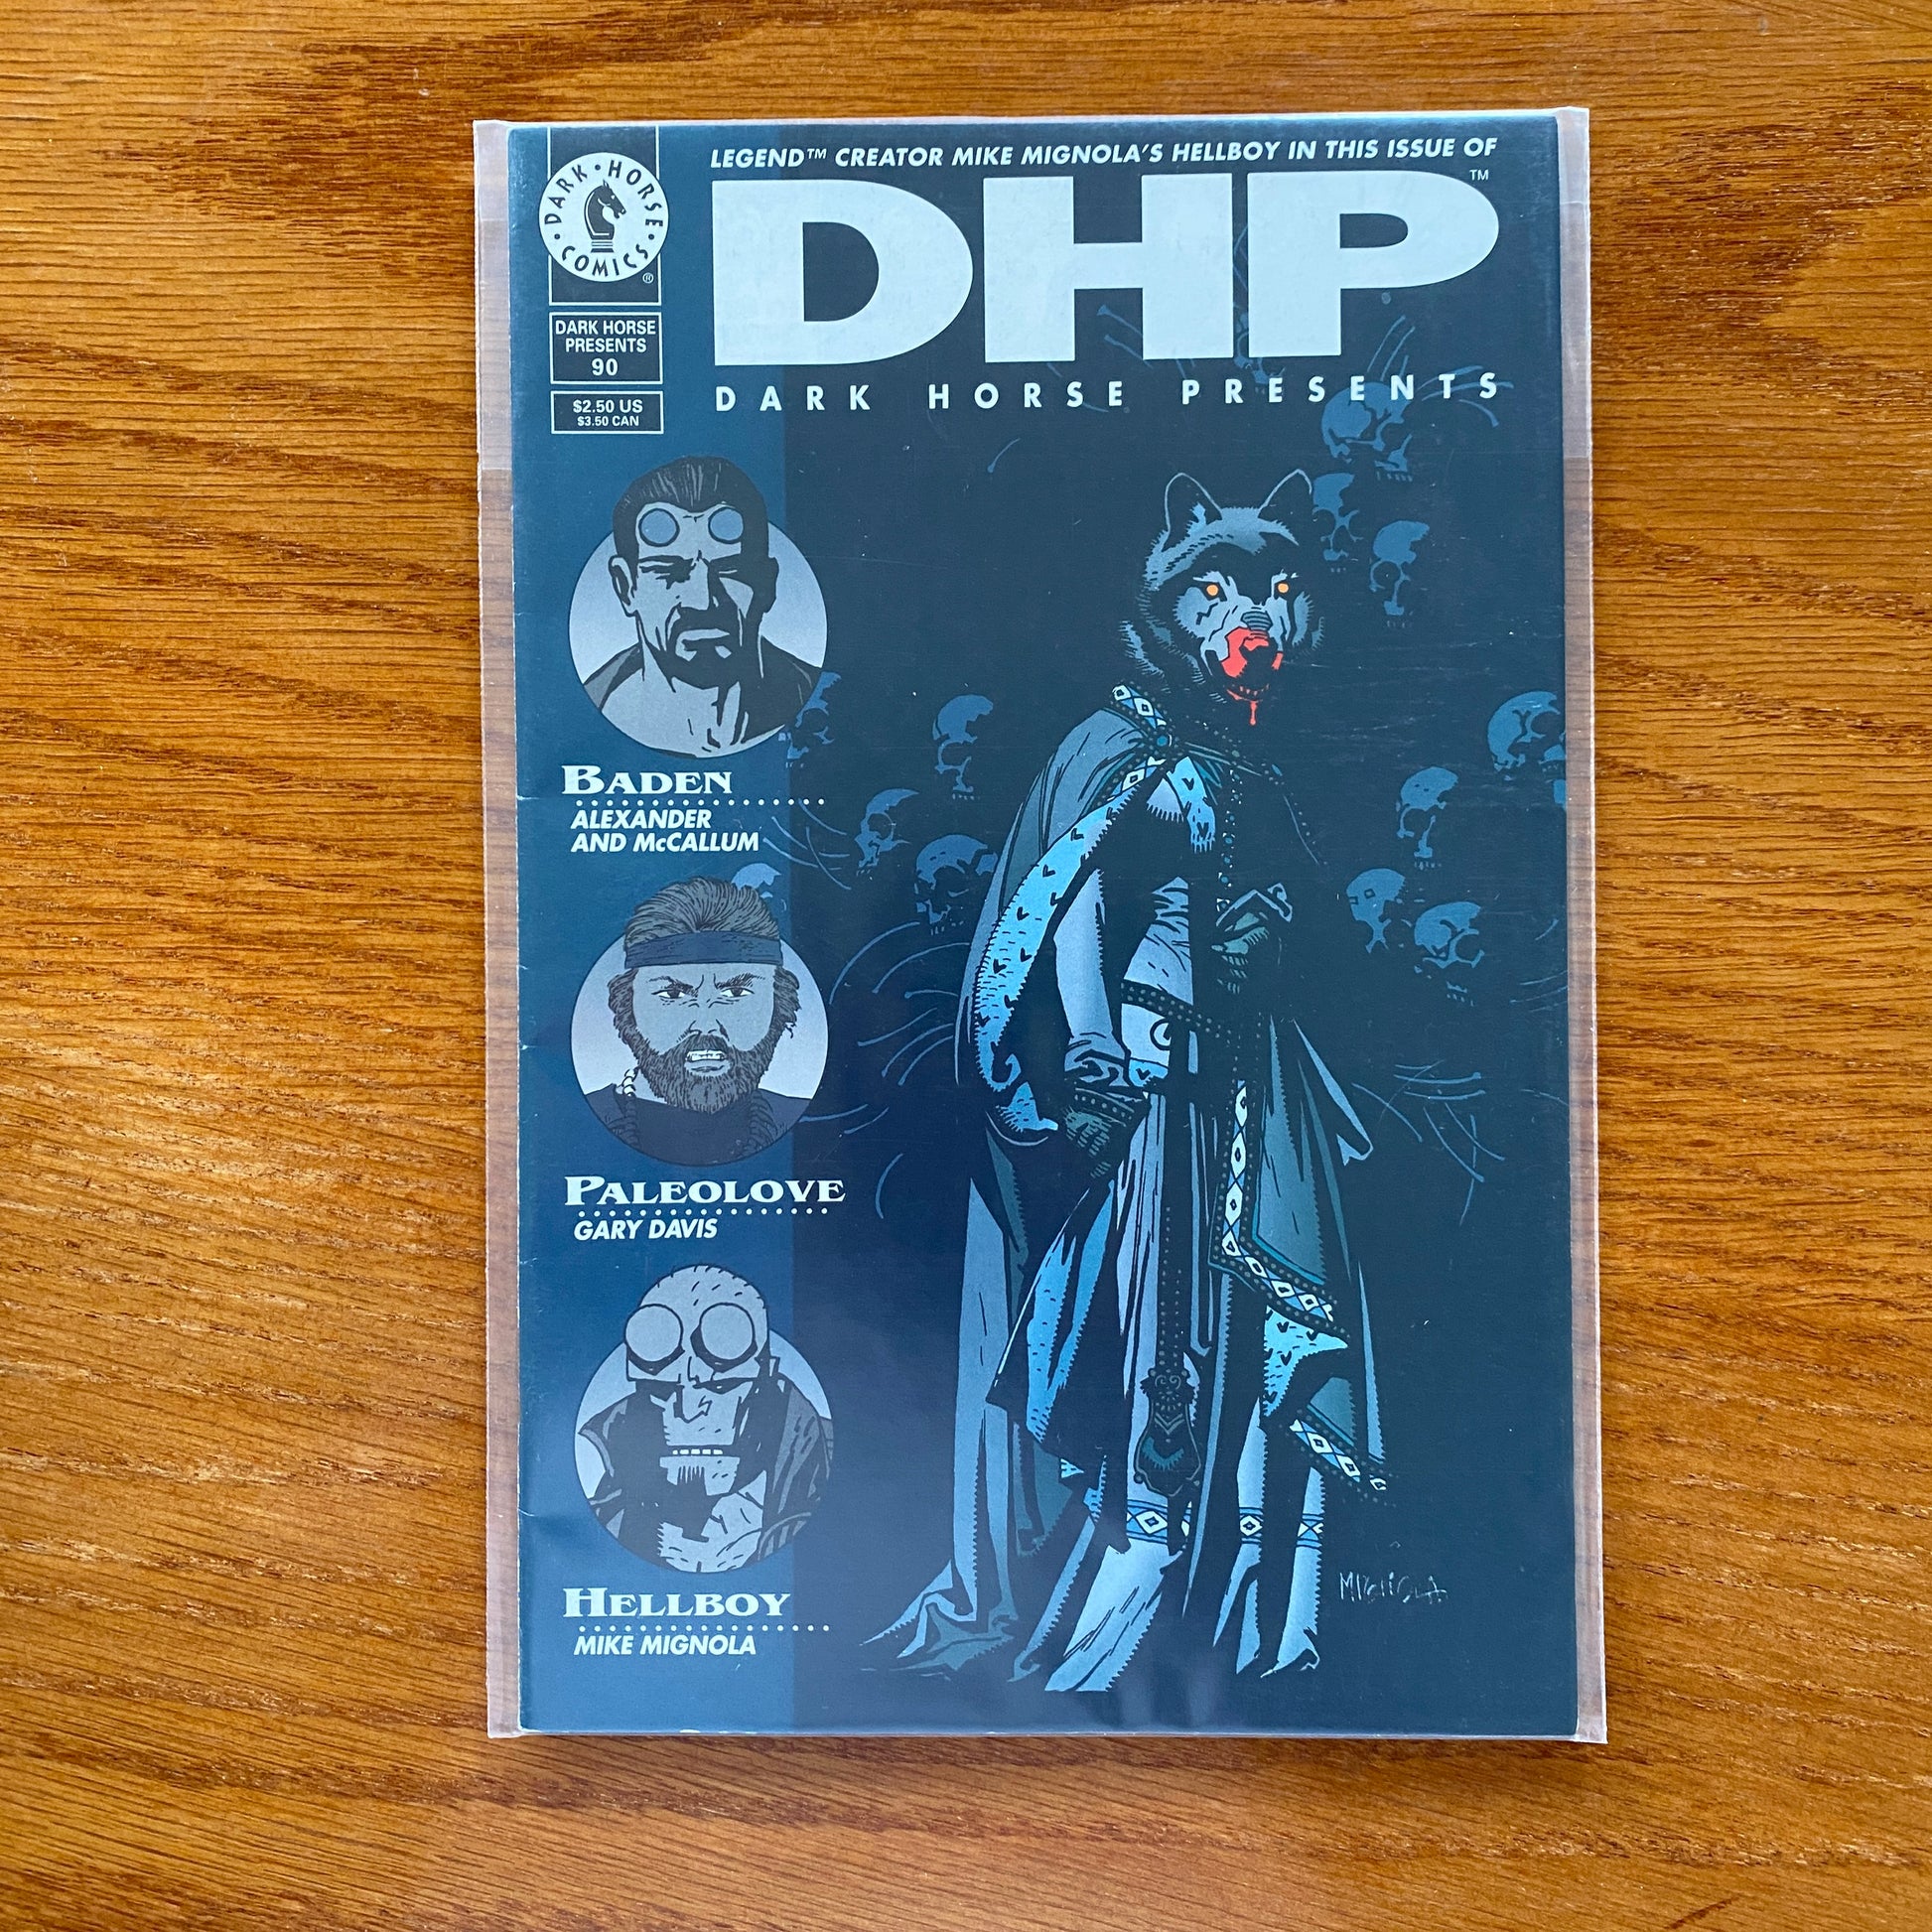 LEGEND™ CREATOR MIKE MIGNOLA'S HELLBOY IN THIS ISSUE OF
DHP™
DARK HORSE PRESENTS
DARK • HORSE • COMICS •
®
DARK HORSE
PRESENTS
90
$2.50 US
$3.50 CAN
BADEN
ALEXANDER
AND McCALLUM
PALEOLOVE
GARY DAVIS
HELLBOY
MIKE MIGNOLA
MIGNOLA